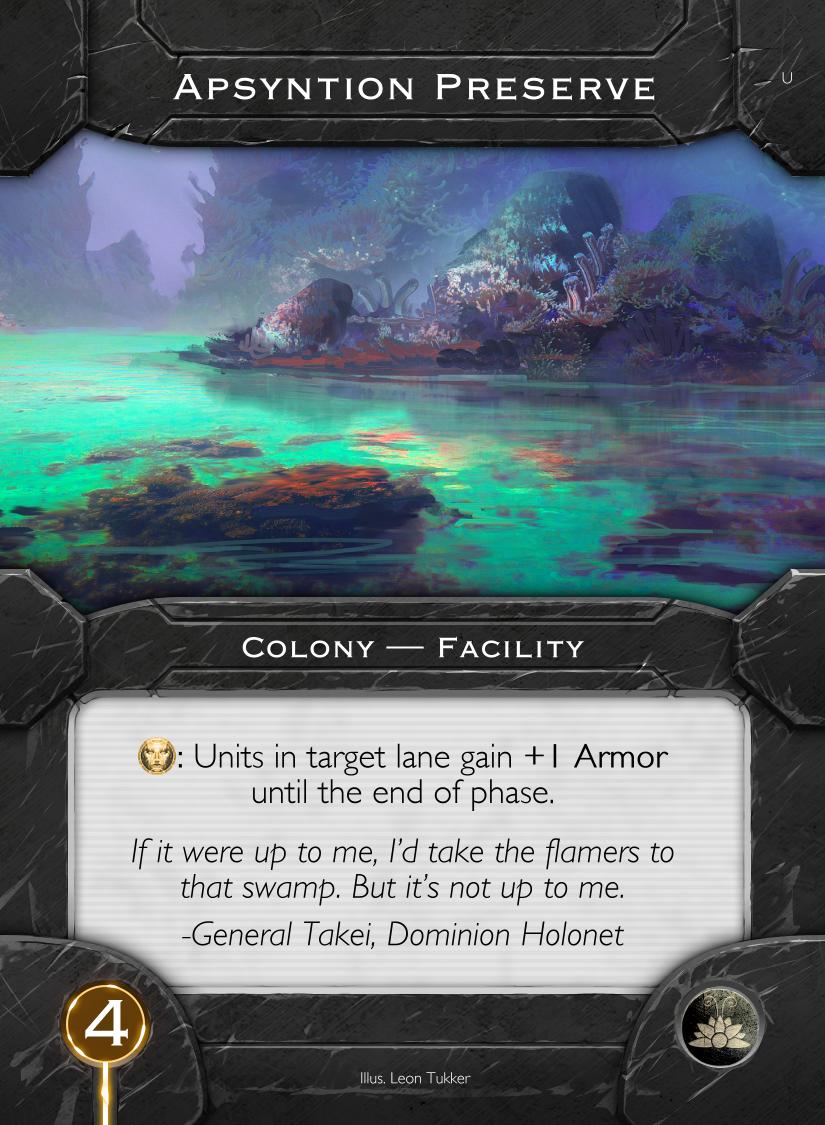 Apsyntion Preserve
U
Colony — Facility
: Units in target lane gain +1 Armor
until the end of phase.
If it were up to me, I'd take the flamers to
that swamp. But it's not up to me.
-General Takei, Dominion Holonet
4
Illus. Leon Tukker